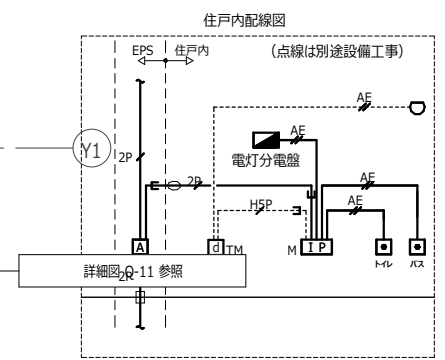 住戸内配線図
EPS 住戸内
(点線は別途設備工事)
AE
Y1
2P
AE
電灯分電盤
2P
AE
H5P
AE
A
d TM
M I P
トイレ
バス
詳細図 O-11 参照
2P